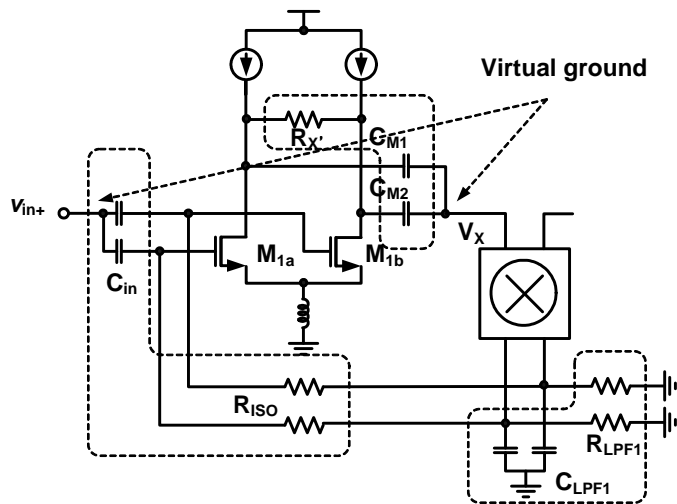 Virtual ground
R_X'
C_M1
C_M2
v_in+
V_X
M_1a
M_1b
C_in
R_ISO
R_LPF1
C_LPF1